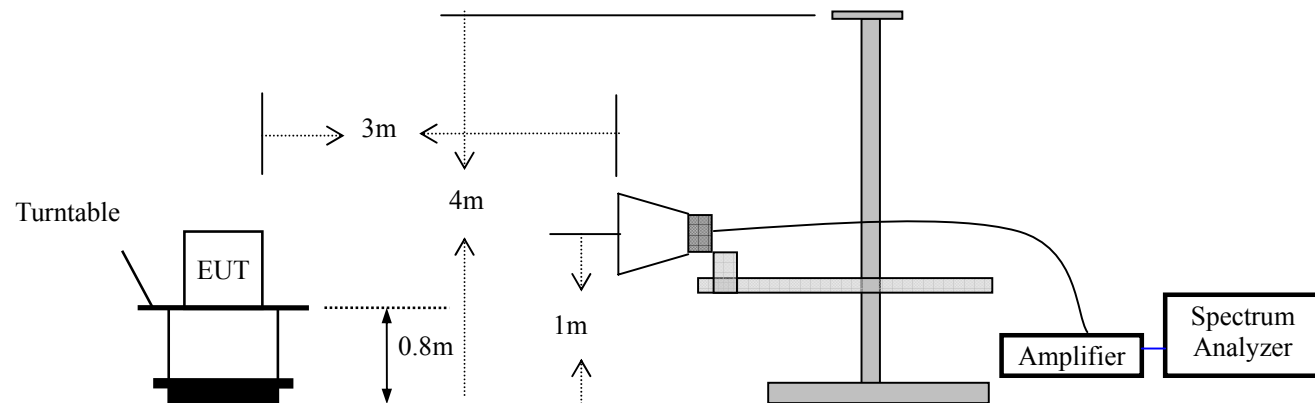 3m
4m
Turntable
EUT
1m
0.8m
Amplifier
Spectrum
Analyzer